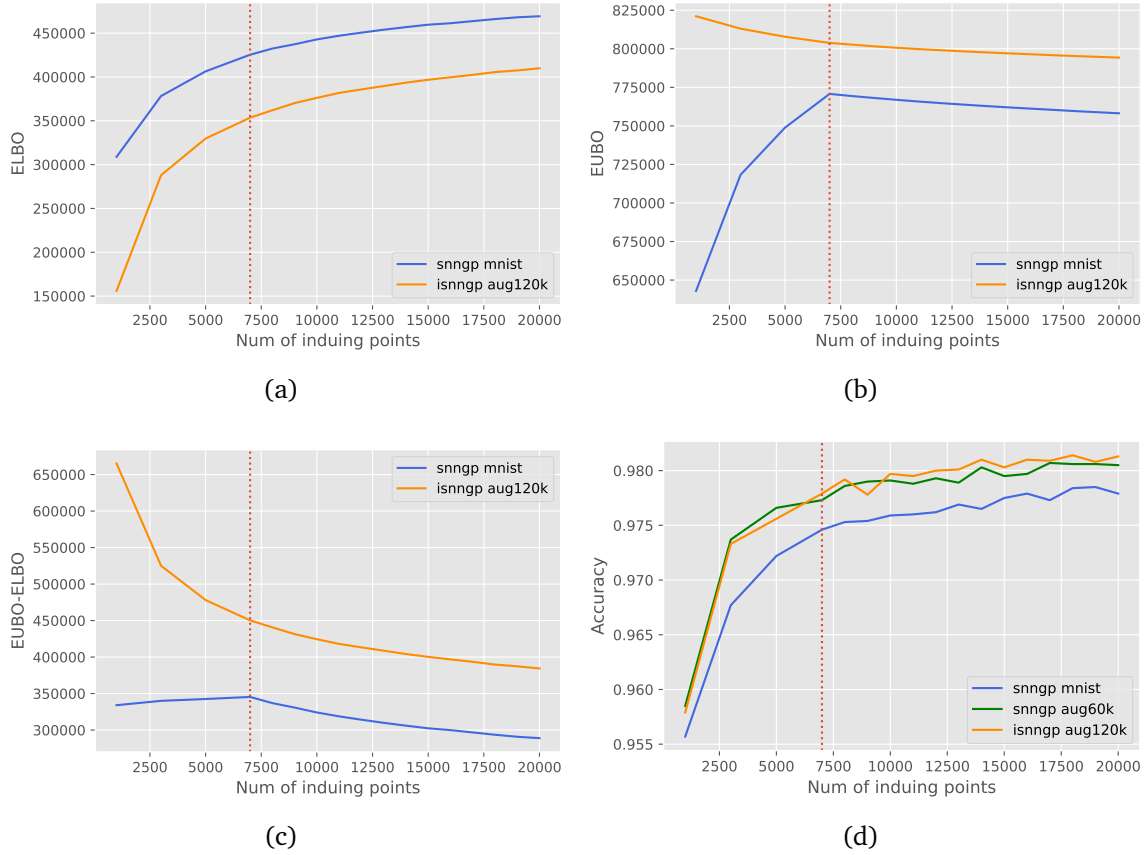 450000
400000
350000
300000
250000
200000
150000
ELBO
2500 5000 7500 10000 12500 15000 17500 20000
Num of induing points
snngp mnist
isnngp aug120k
(a)
825000
800000
775000
750000
725000
700000
675000
650000
EUBO
2500 5000 7500 10000 12500 15000 17500 20000
Num of induing points
snngp mnist
isnngp aug120k
(b)
650000
600000
550000
500000
450000
400000
350000
300000
EUBO-ELBO
2500 5000 7500 10000 12500 15000 17500 20000
Num of induing points
snngp mnist
isnngp aug120k
(c)
0.980
0.975
0.970
0.965
0.960
0.955
Accuracy
2500 5000 7500 10000 12500 15000 17500 20000
Num of induing points
snngp mnist
snngp aug60k
isnngp aug120k
(d)